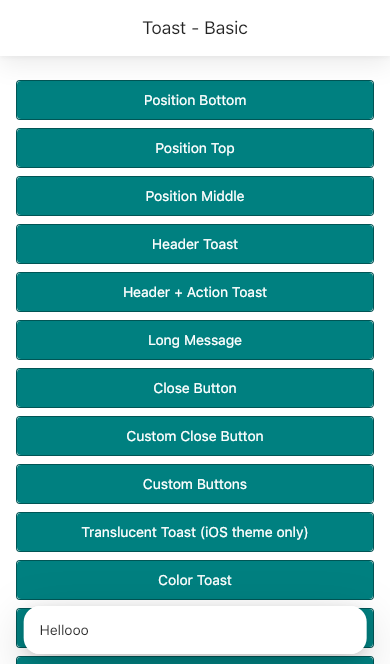 Toast - Basic
Position Bottom
Position Top
Position Middle
Header Toast
Header + Action Toast
Long Message
Close Button
Custom Close Button
Custom Buttons
Translucent Toast (iOS theme only)
Color Toast
Hellooo